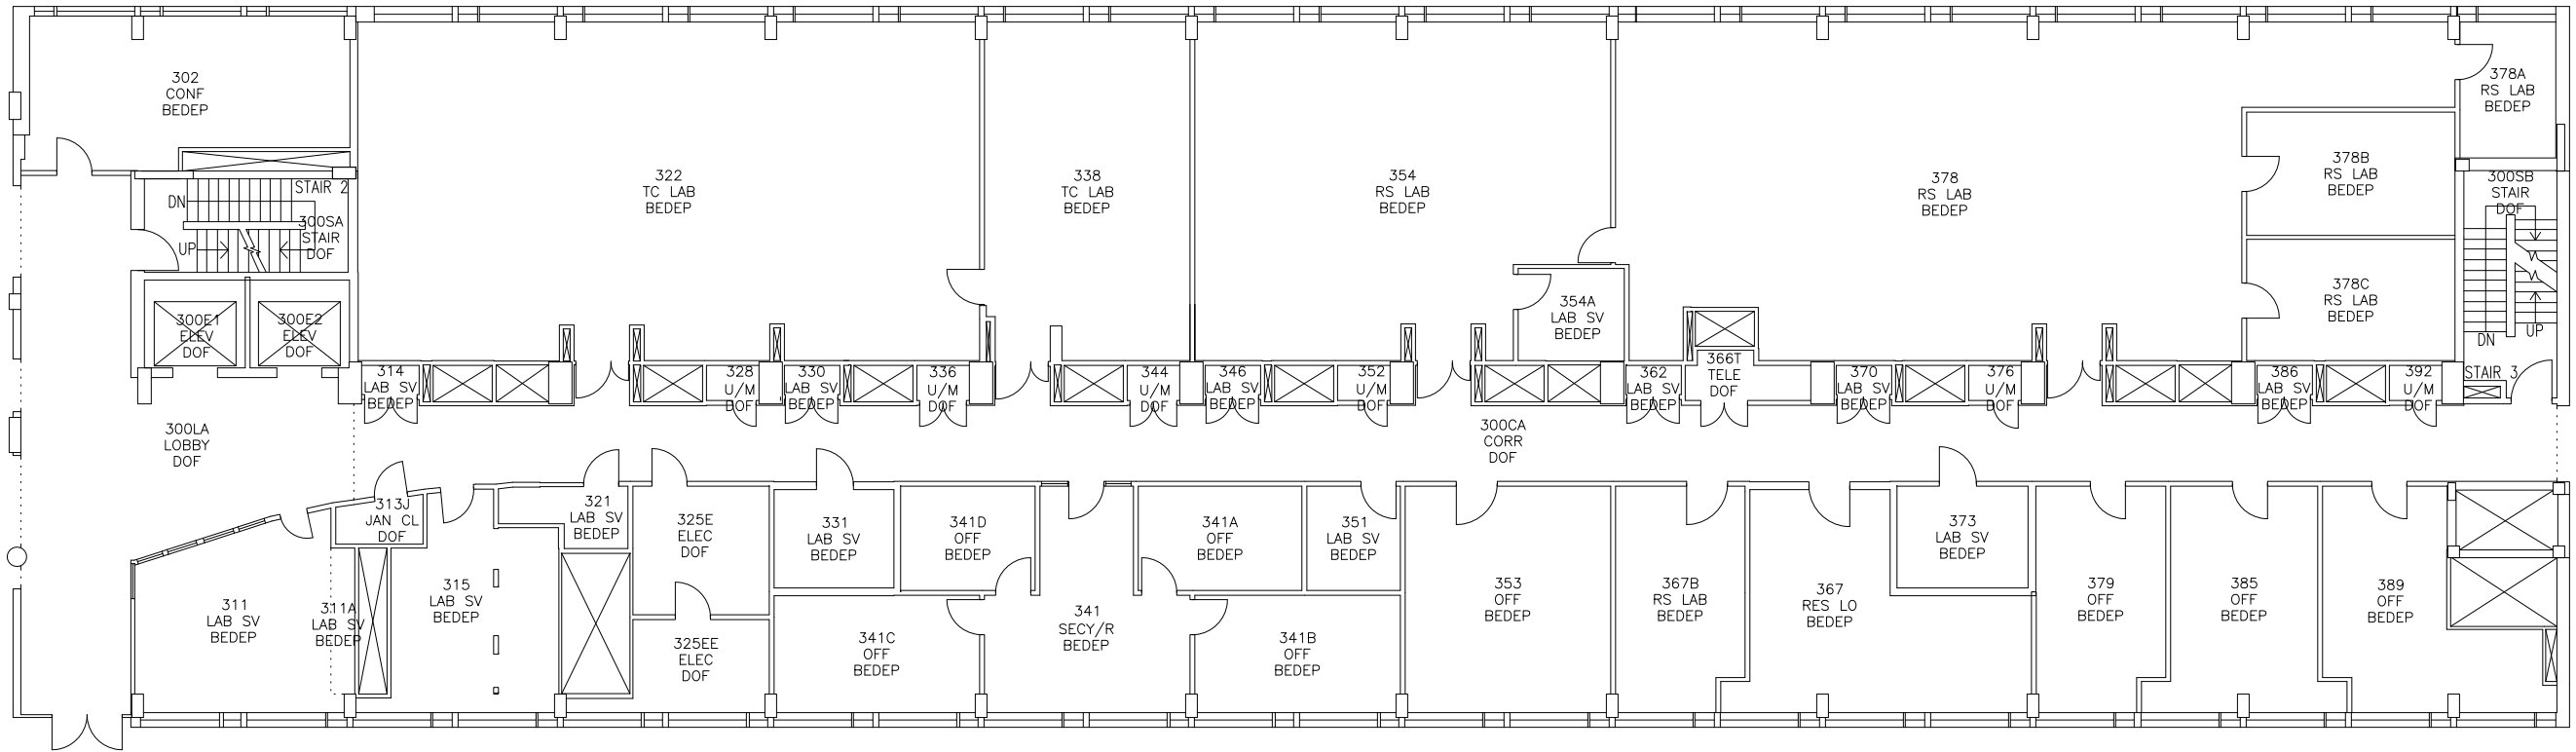 302
CONF
BEDEP
322
TC LAB
BEDEP
338
TC LAB
BEDEP
354
RS LAB
BEDEP
378
RS LAB
BEDEP
378A
RS LAB
BEDEP
378B
RS LAB
BEDEP
378C
RS LAB
BEDEP
300SB
STAIR
DOF
DN
UP
STAIR 3
STAIR 2
DN
300SA
STAIR
DOF
UP
300E1
ELEV
DOF
300E2
ELEV
DOF
354A
LAB SV
BEDEP
314
LAB SV
BEDEP
328
U/M
DOF
330
LAB SV
BEDEP
336
U/M
DOF
344
U/M
DOF
346
LAB SV
BEDEP
352
U/M
DOF
362
LAB SV
BEDEP
366T
TELE
DOF
370
LAB SV
BEDEP
376
U/M
DOF
386
LAB SV
BEDEP
392
U/M
DOF
300LA
LOBBY
DOF
300CA
CORR
DOF
313J
JAN CL
DOF
321
LAB SV
BEDEP
325E
ELEC
DOF
331
LAB SV
BEDEP
341D
OFF
BEDEP
341A
OFF
BEDEP
351
LAB SV
BEDEP
373
LAB SV
BEDEP
311
LAB SV
BEDEP
311A
LAB SV
BEDEP
315
LAB SV
BEDEP
325EE
ELEC
DOF
341C
OFF
BEDEP
341
SECY/R
BEDEP
341B
OFF
BEDEP
353
OFF
BEDEP
367B
RS LAB
BEDEP
367
RES LO
BEDEP
379
OFF
BEDEP
385
OFF
BEDEP
389
OFF
BEDEP